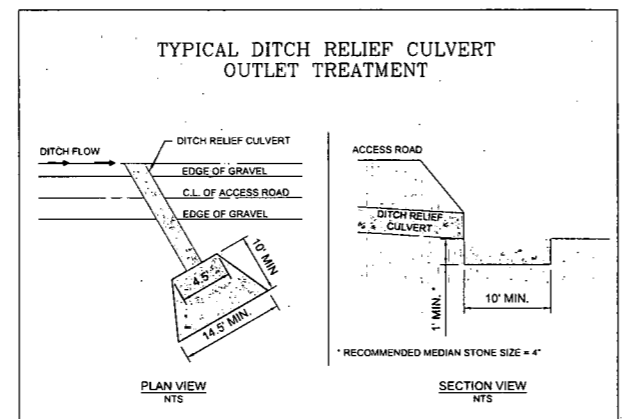 TYPICAL DITCH RELIEF CULVERT
OUTLET TREATMENT
DITCH FLOW
DITCH RELIEF CULVERT
EDGE OF GRAVEL
C.L. OF ACCESS ROAD
EDGE OF GRAVEL
10' MIN
4.5'
14.5' MIN.
PLAN VIEW
NTS
ACCESS ROAD
DITCH RELIEF
CULVERT
1' MIN. *
10' MIN.
* RECOMMENDED MEDIAN STONE SIZE = 4"
SECTION VIEW
NTS